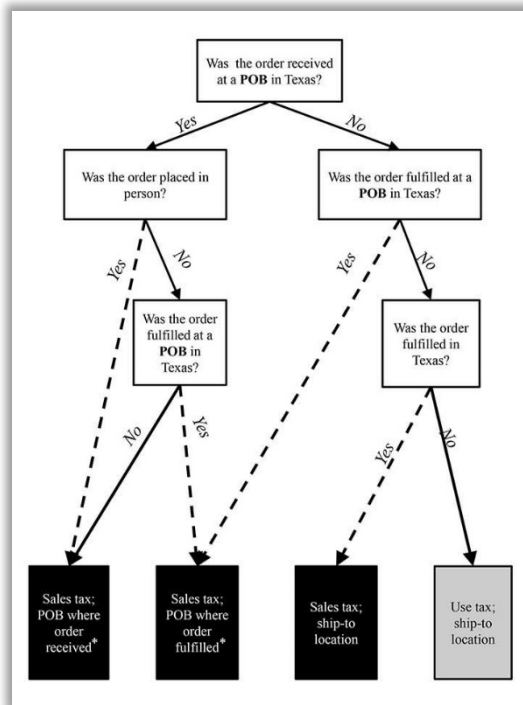 Was the order received
at a POB in Texas?
Yes
No
Was the order placed in
person?
Was the order fulfilled at a
POB in Texas?
Yes
No
Yes
No
Was the order
fulfilled at a
POB in
Texas?
Was the order
fulfilled in
Texas?
No
Yes
Yes
No
Sales tax;
POB where
order
received*
Sales tax;
POB where
order
fulfilled*
Sales tax;
ship-to
location
Use tax;
ship-to
location